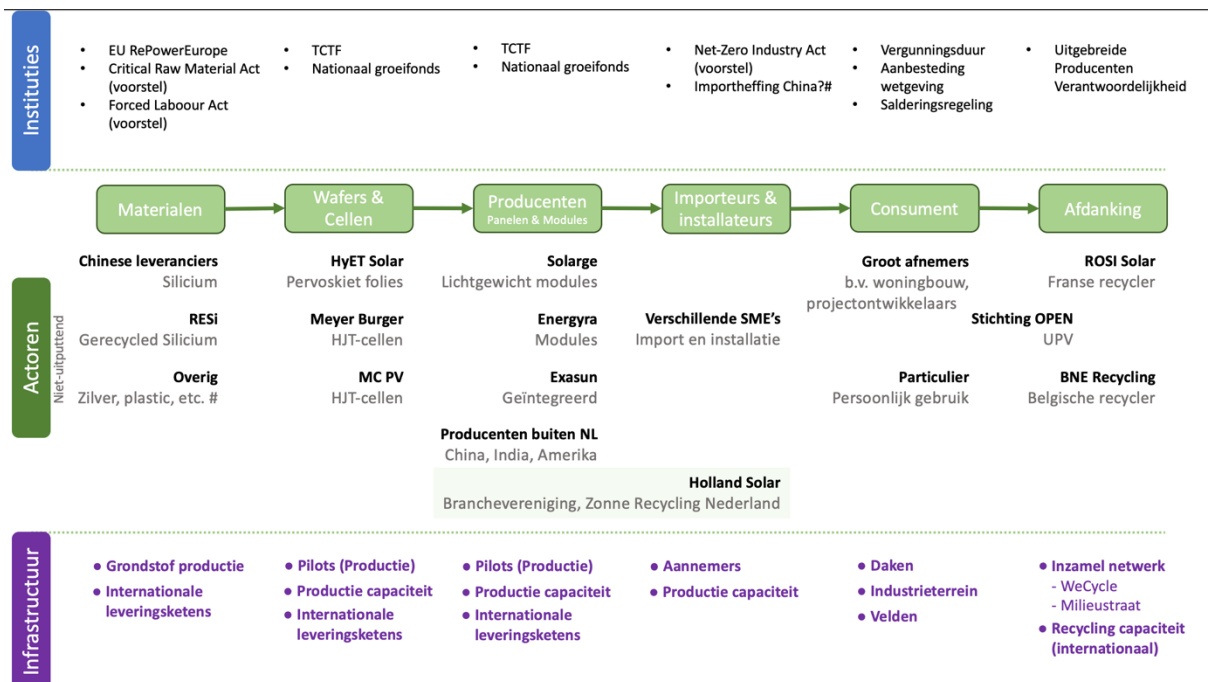 Instituties
• EU RePowerEurope
• Critical Raw Material Act
(voorstel)
• Forced Laboour Act
(voorstel)
• TCTF
• Nationaal groeifonds
• TCTF
• Nationaal groeifonds
• Net-Zero Industry Act
(voorstel)
• Importheffing China?#
• Vergunningsduur
• Aanbesteding
wetgeving
• Salderingsregeling
• Uitgebreide
Producenten
Verantwoordelijkheid
Materialen
Wafers &
Cellen
Producenten
Panelen & Modules
Importeurs &
installateurs
Consument
Afdanking
Actoren
Niet-uitputtend
Chinese leveranciers
Silicium
RESi
Gerecycled Silicium
Overig
Zilver, plastic, etc. #
HyET Solar
Pervoskiet folies
Meyer Burger
HJT-cellen
MC PV
HJT-cellen
Solarge
Lichtgewicht modules
Energyra
Modules
Exasun
Geïntegreerd
Producenten buiten NL
China, India, Amerika
Verschillende SME's
Import en installatie
Holland Solar
Branchevereniging, Zonne Recycling Nederland
Groot afnemers
b.v. woningbouw,
projectontwikkelaars
Particulier
Persoonlijk gebruik
ROSI Solar
Franse recycler
Stichting OPEN
UPV
BNE Recycling
Belgische recycler
Infrastructuur
• Grondstof productie
• Internationale
leveringsketens
• Pilots (Productie)
• Productie capaciteit
• Internationale
leveringsketens
• Pilots (Productie)
• Productie capaciteit
• Internationale
leveringsketens
• Aannemers
• Productie capaciteit
• Daken
• Industrieterrein
• Velden
• Inzamel netwerk
- WeCycle
- Milieustraat
• Recycling capaciteit
(internationaal)